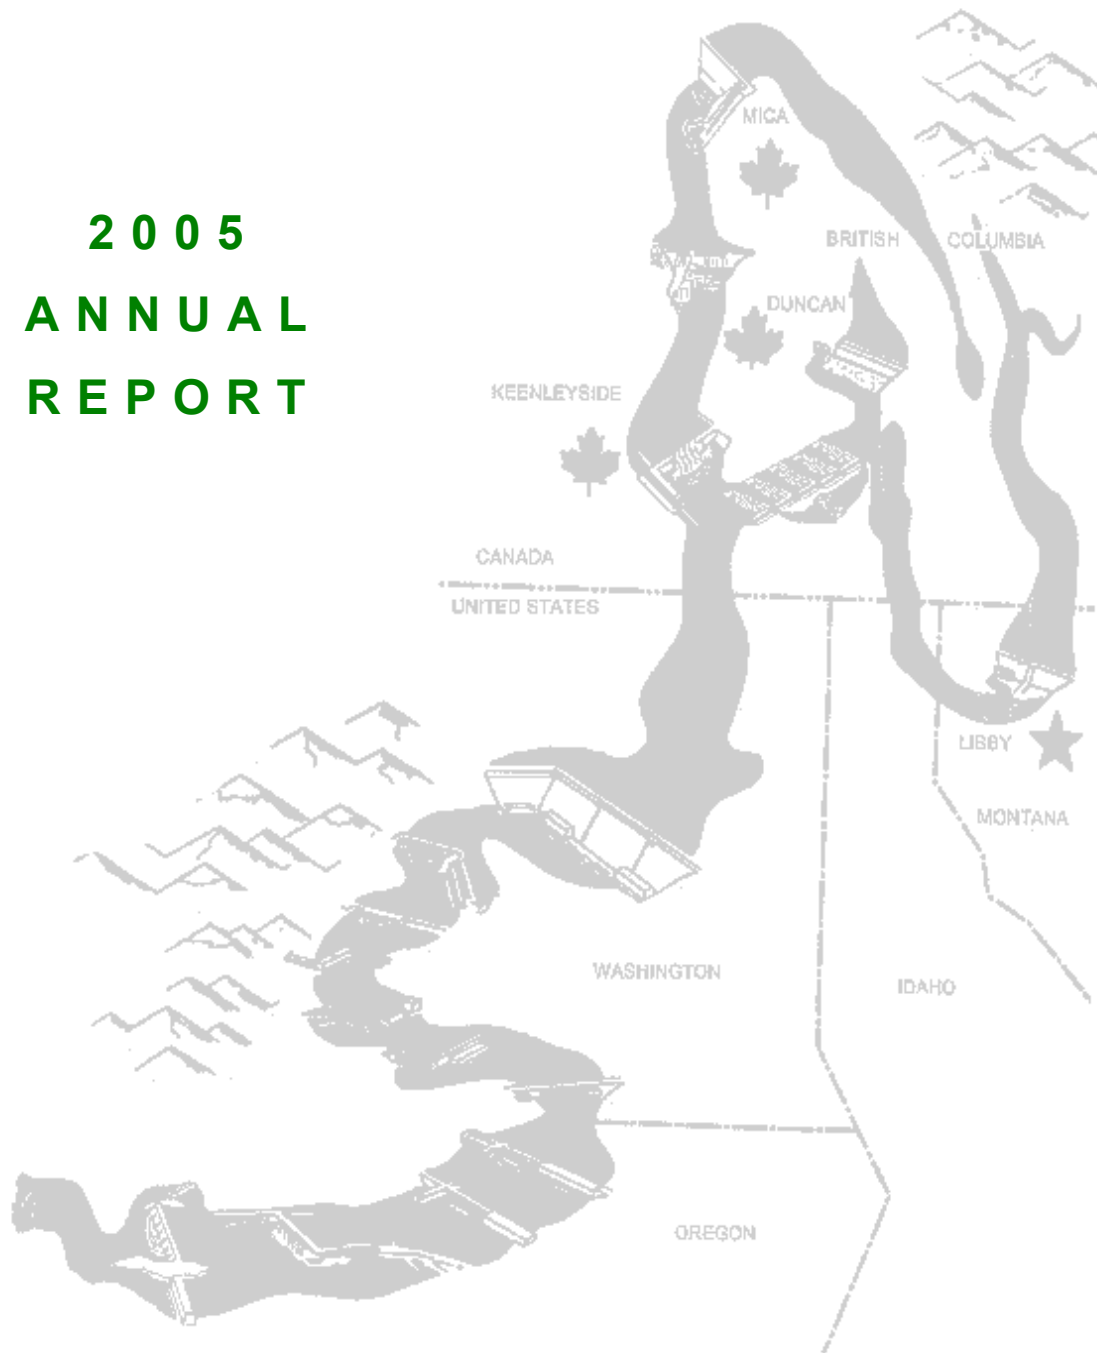 MICA
2005
BRITISH COLUMBIA
ANNUAL
DUNCAN
REPORT
KEENLEYSIDE
CANADA
UNITED STATES
LIBBY
MONTANA
WASHINGTON
IDAHO
OREGON